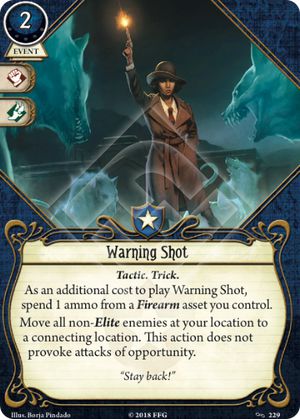 2
EVENT
Warning Shot
Tactic. Trick.
As an additional cost to play Warning Shot,
spend 1 ammo from a Firearm asset you control.
Move all non-Elite enemies at your location to
a connecting location. This action does not
provoke attacks of opportunity.
“Stay back!”
Illus. Borja Pindado
© 2018 FFG
229